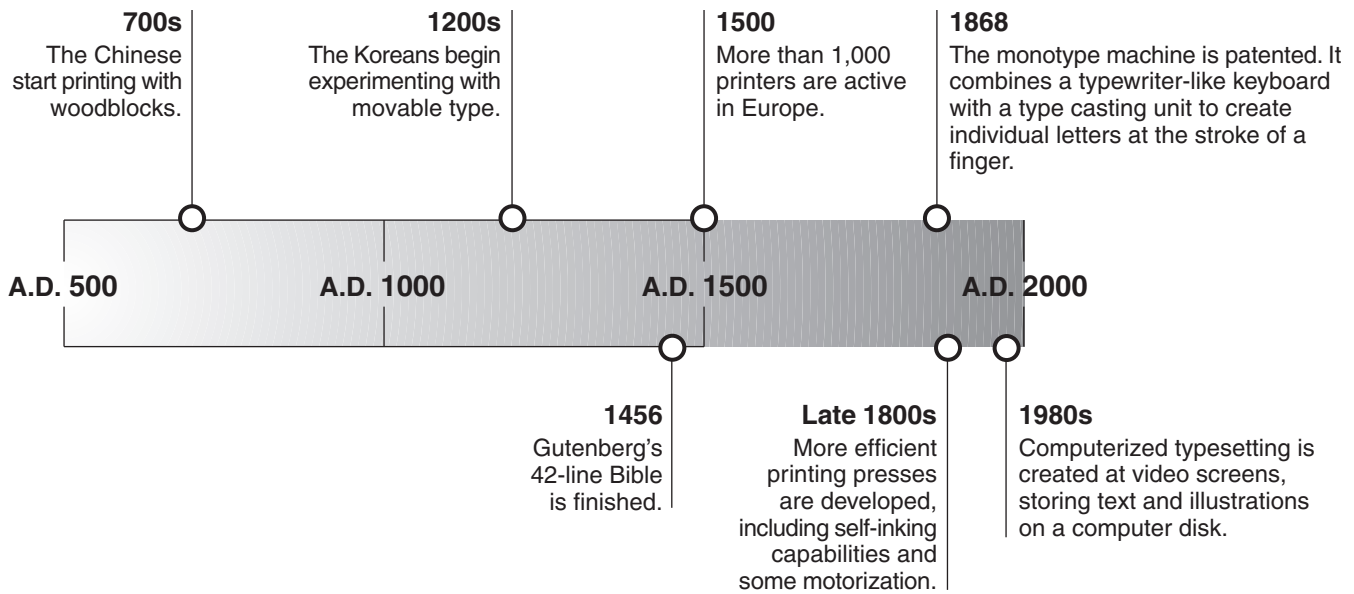 700s
The Chinese
start printing with
woodblocks.
1200s
The Koreans begin
experimenting with
movable type.
1500
More than 1,000
printers are active
in Europe.
1868
The monotype machine is patented. It
combines a typewriter-like keyboard
with a type casting unit to create
individual letters at the stroke of a
finger.
A.D. 500
A.D. 1000
A.D. 1500
A.D. 2000
1456
Gutenberg's
42-line Bible
is finished.
Late 1800s
More efficient
printing presses
are developed,
including self-inking
capabilities and
some motorization.
1980s
Computerized typesetting is
created at video screens,
storing text and illustrations
on a computer disk.